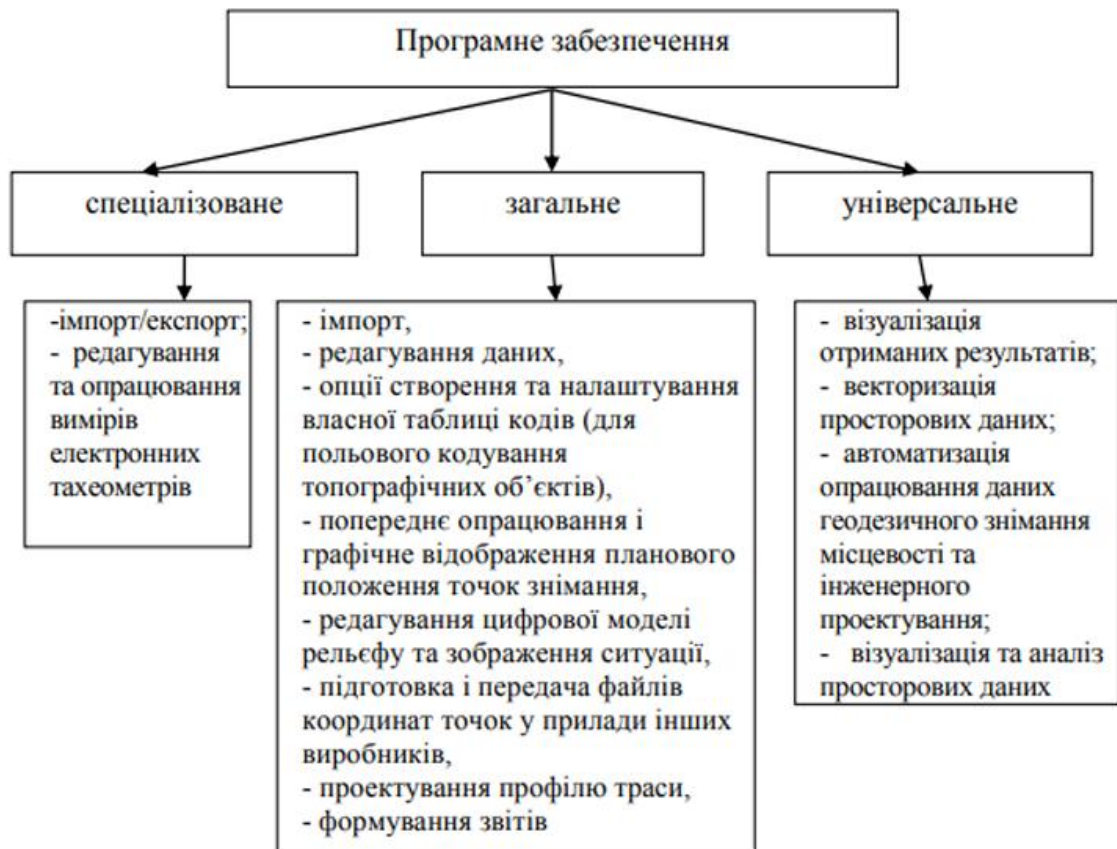 Програмне забезпечення
спеціалізоване
загальне
універсальне
-імпорт/експорт;
- редагування
та опрацювання
вимірів
електронних
тахеометрів
- імпорт,
- редагування даних,
- опції створення та налаштування
власної таблиці кодів (для
польового кодування
топографічних об’єктів),
- попереднє опрацювання і
графічне відображення планового
положення точок знімання,
- редагування цифрової моделі
рельєфу та зображення ситуації,
- підготовка і передача файлів
координат точок у прилади інших
виробників,
- проектування профілю траси,
- формування звітів
- візуалізація
отриманих результатів;
- векторизація
просторових даних;
- автоматизація
опрацювання даних
геодезичного знімання
місцевості та
інженерного
проектування;
- візуалізація та аналіз
просторових даних